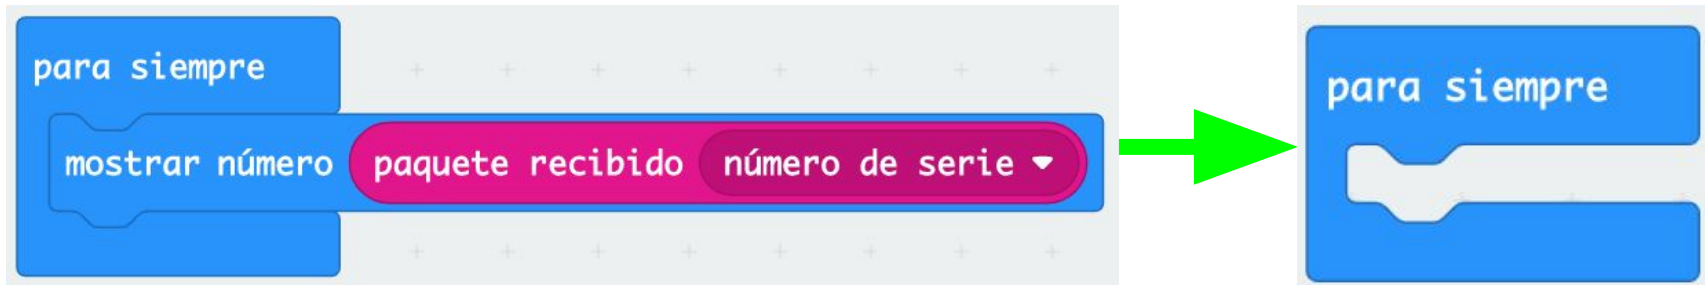 para siempre
mostrar número paquete recibido número de serie
para siempre